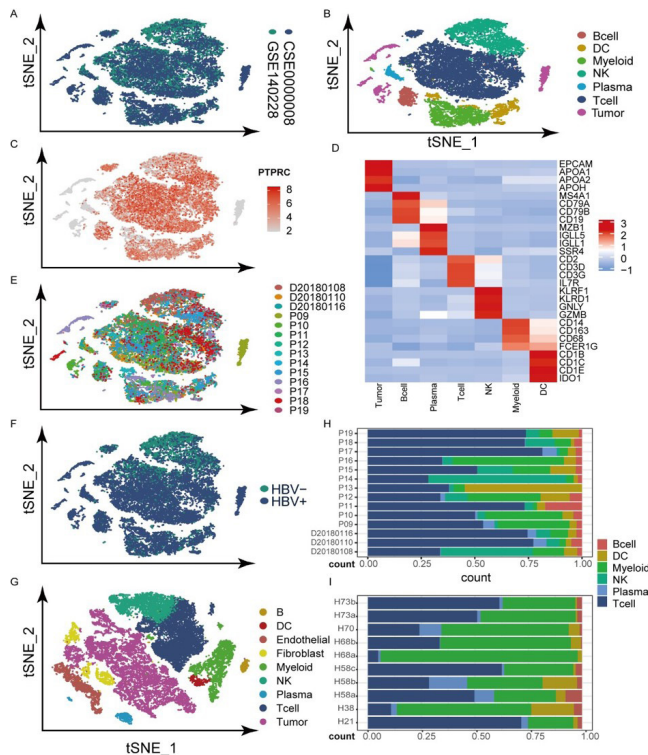 A
tSNE_2
GSE140228
CSE0000008
B
tSNE_2
tSNE_1
Bcell
DC
Myeloid
NK
Plasma
Tcell
Tumor
C
tSNE_2
PTPRC
8
6
4
2
D
EPCAM
APOA1
APOA2
APOH
MS4A1
CD79A
CD79B
CD19
MZB1
IGLL5
IGLL1
SSR4
CD2
CD3D
CD3G
IL7R
KLRF1
KLRD1
GNLY
GZMB
CD14
CD163
CD68
FCER1G
CD1B
CD1C
CD1E
IDO1
Tumor
Bcell
Plasma
Tcell
NK
Myeloid
DC
3
2
1
0
−1
E
tSNE_2
D20180108
D20180110
D20180116
P09
P10
P11
P12
P13
P14
P15
P16
P17
P18
P19
F
tSNE_2
HBV−
HBV+
G
tSNE_2
tSNE_1
B
DC
Endothelial
Fibroblast
Myeloid
NK
Plasma
Tcell
Tumor
H
P19
P18
P17
P16
P15
P14
P13
P12
P11
P10
P09
D20180116
D20180110
D20180108
0.00 0.25 0.50 0.75 1.00
count
count
Bcell
DC
Myeloid
NK
Plasma
Tcell
I
H73b
H73a
H70
H68b
H68a
H58c
H58b
H58a
H38
H21
0.00 0.25 0.50 0.75 1.00
count